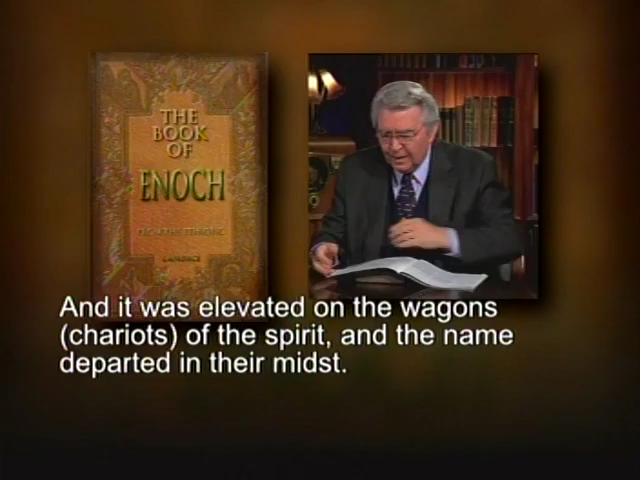 THE
BOOK
OF
ENOCH
And it was elevated on the wagons
(chariots) of the spirit, and the name
departed in their midst.